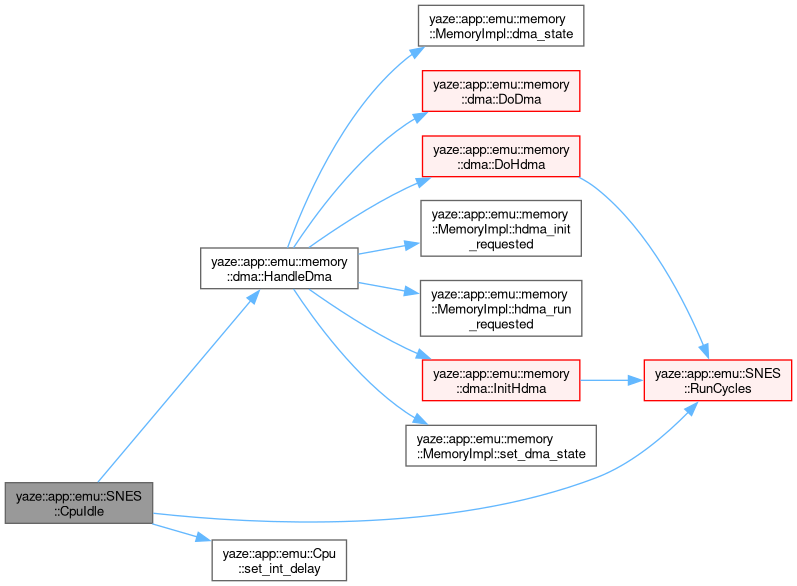 yaze::app::emu::memory
::MemoryImpl::dma_state
yaze::app::emu::memory
::dma::DoDma
yaze::app::emu::memory
::dma::DoHdma
yaze::app::emu::memory
::MemoryImpl::hdma_init
_requested
yaze::app::emu::memory
::dma::HandleDma
yaze::app::emu::memory
::MemoryImpl::hdma_run
_requested
yaze::app::emu::memory
::dma::InitHdma
yaze::app::emu::SNES
::RunCycles
yaze::app::emu::memory
::MemoryImpl::set_dma_state
yaze::app::emu::SNES
::CpuIdle
yaze::app::emu::Cpu
::set_int_delay